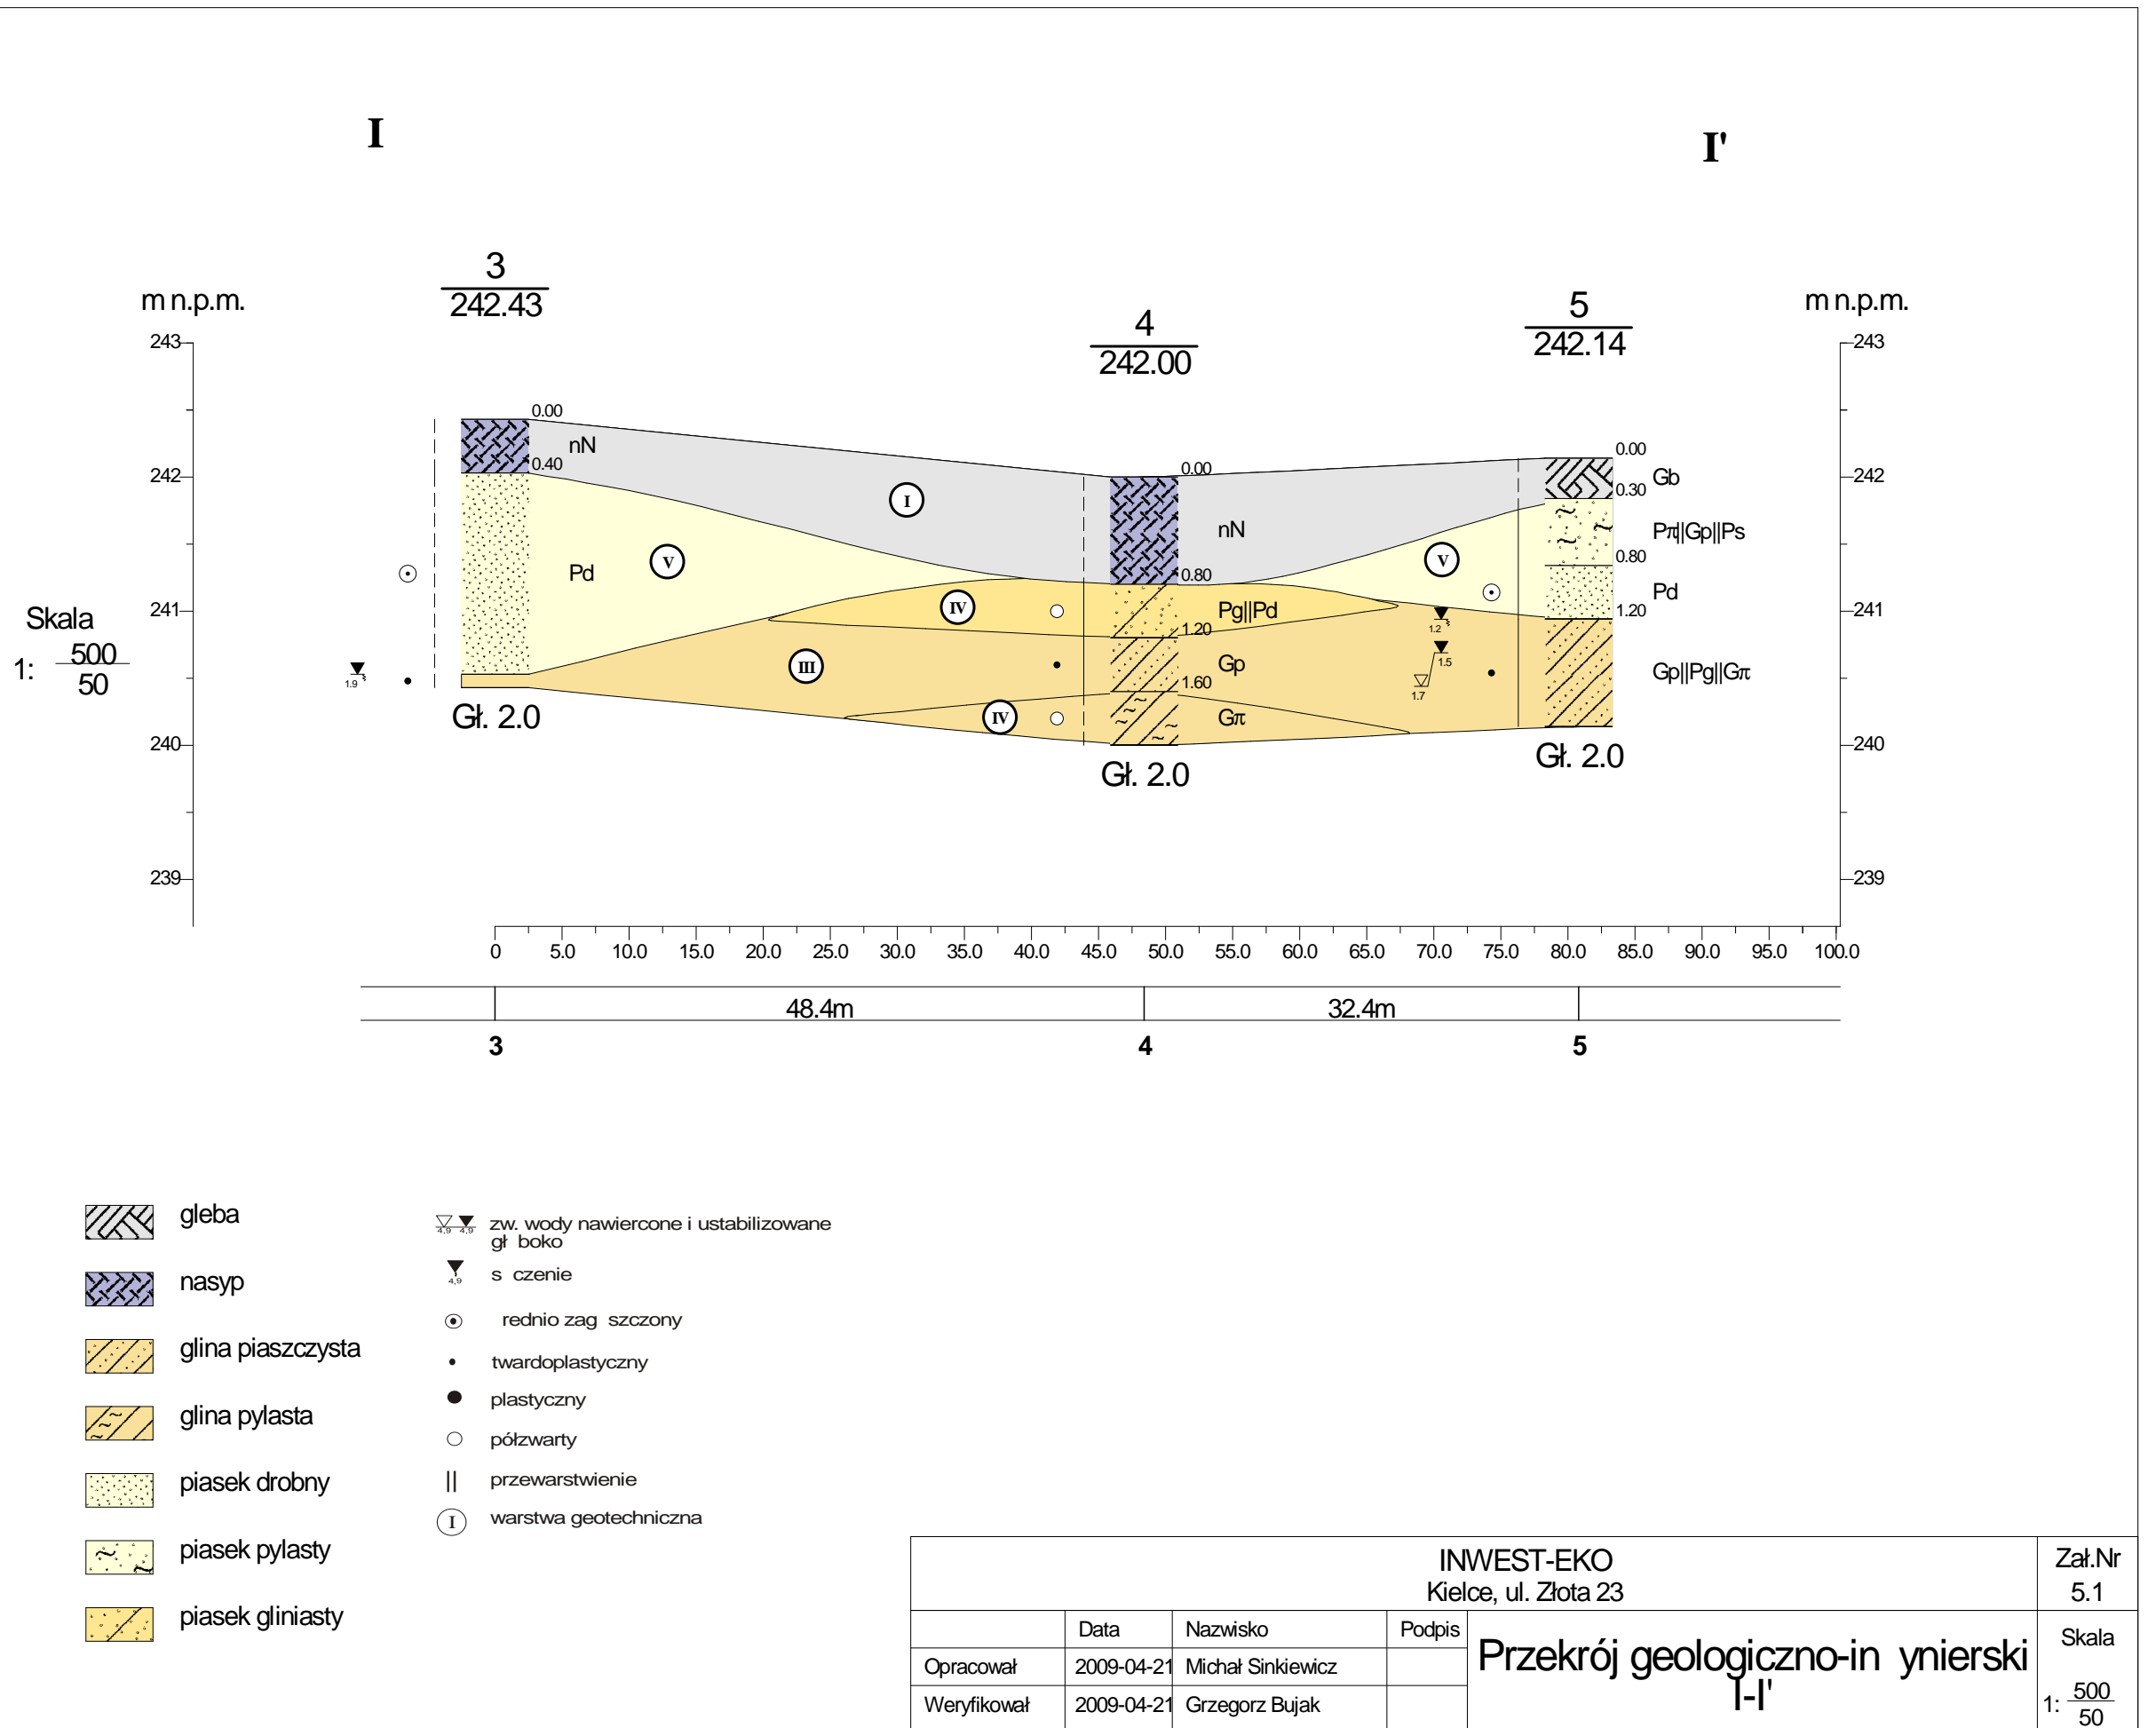 I
I'
3
242.43
4
242.00
5
242.14
m n.p.m.
m n.p.m.
243
242
241
240
239
243
242
241
240
239
Skala
1: 500
50
0.00
nN
0.40
Pd
V
I
IV
III
IV
1.9
Gł. 2.0
0.00
nN
0.80
Pg||Pd
1.20
Gp
1.60
Gπ
Gł. 2.0
V
1.2
1.5
1.7
0.00
Gb
0.30
Pπ||Gp||Ps
0.80
Pd
1.20
Gp||Pg||Gπ
Gł. 2.0
0 5.0 10.0 15.0 20.0 25.0 30.0 35.0 40.0 45.0 50.0 55.0 60.0 65.0 70.0 75.0 80.0 85.0 90.0 95.0 100.0
48.4m 32.4m
3 4 5
gleba
nasyp
glina piaszczysta
glina pylasta
piasek drobny
piasek pylasty
piasek gliniasty
4,9 4,9 zw. wody nawiercone i ustabilizowane
gł boko
4,9 s czenie
rednio zag szczony
twardoplastyczny
plastyczny
półzwarty
|| przewarstwienie
I warstwa geotechniczna
INWEST-EKO
Kielce, ul. Złota 23
Zał.Nr
5.1
Data Nazwisko Podpis
Opracował 2009-04-21 Michał Sinkiewicz
Weryfikował 2009-04-21 Grzegorz Bujak
Przekrój geologiczno-in ynierski
I-I'
Skala
1: 500
50